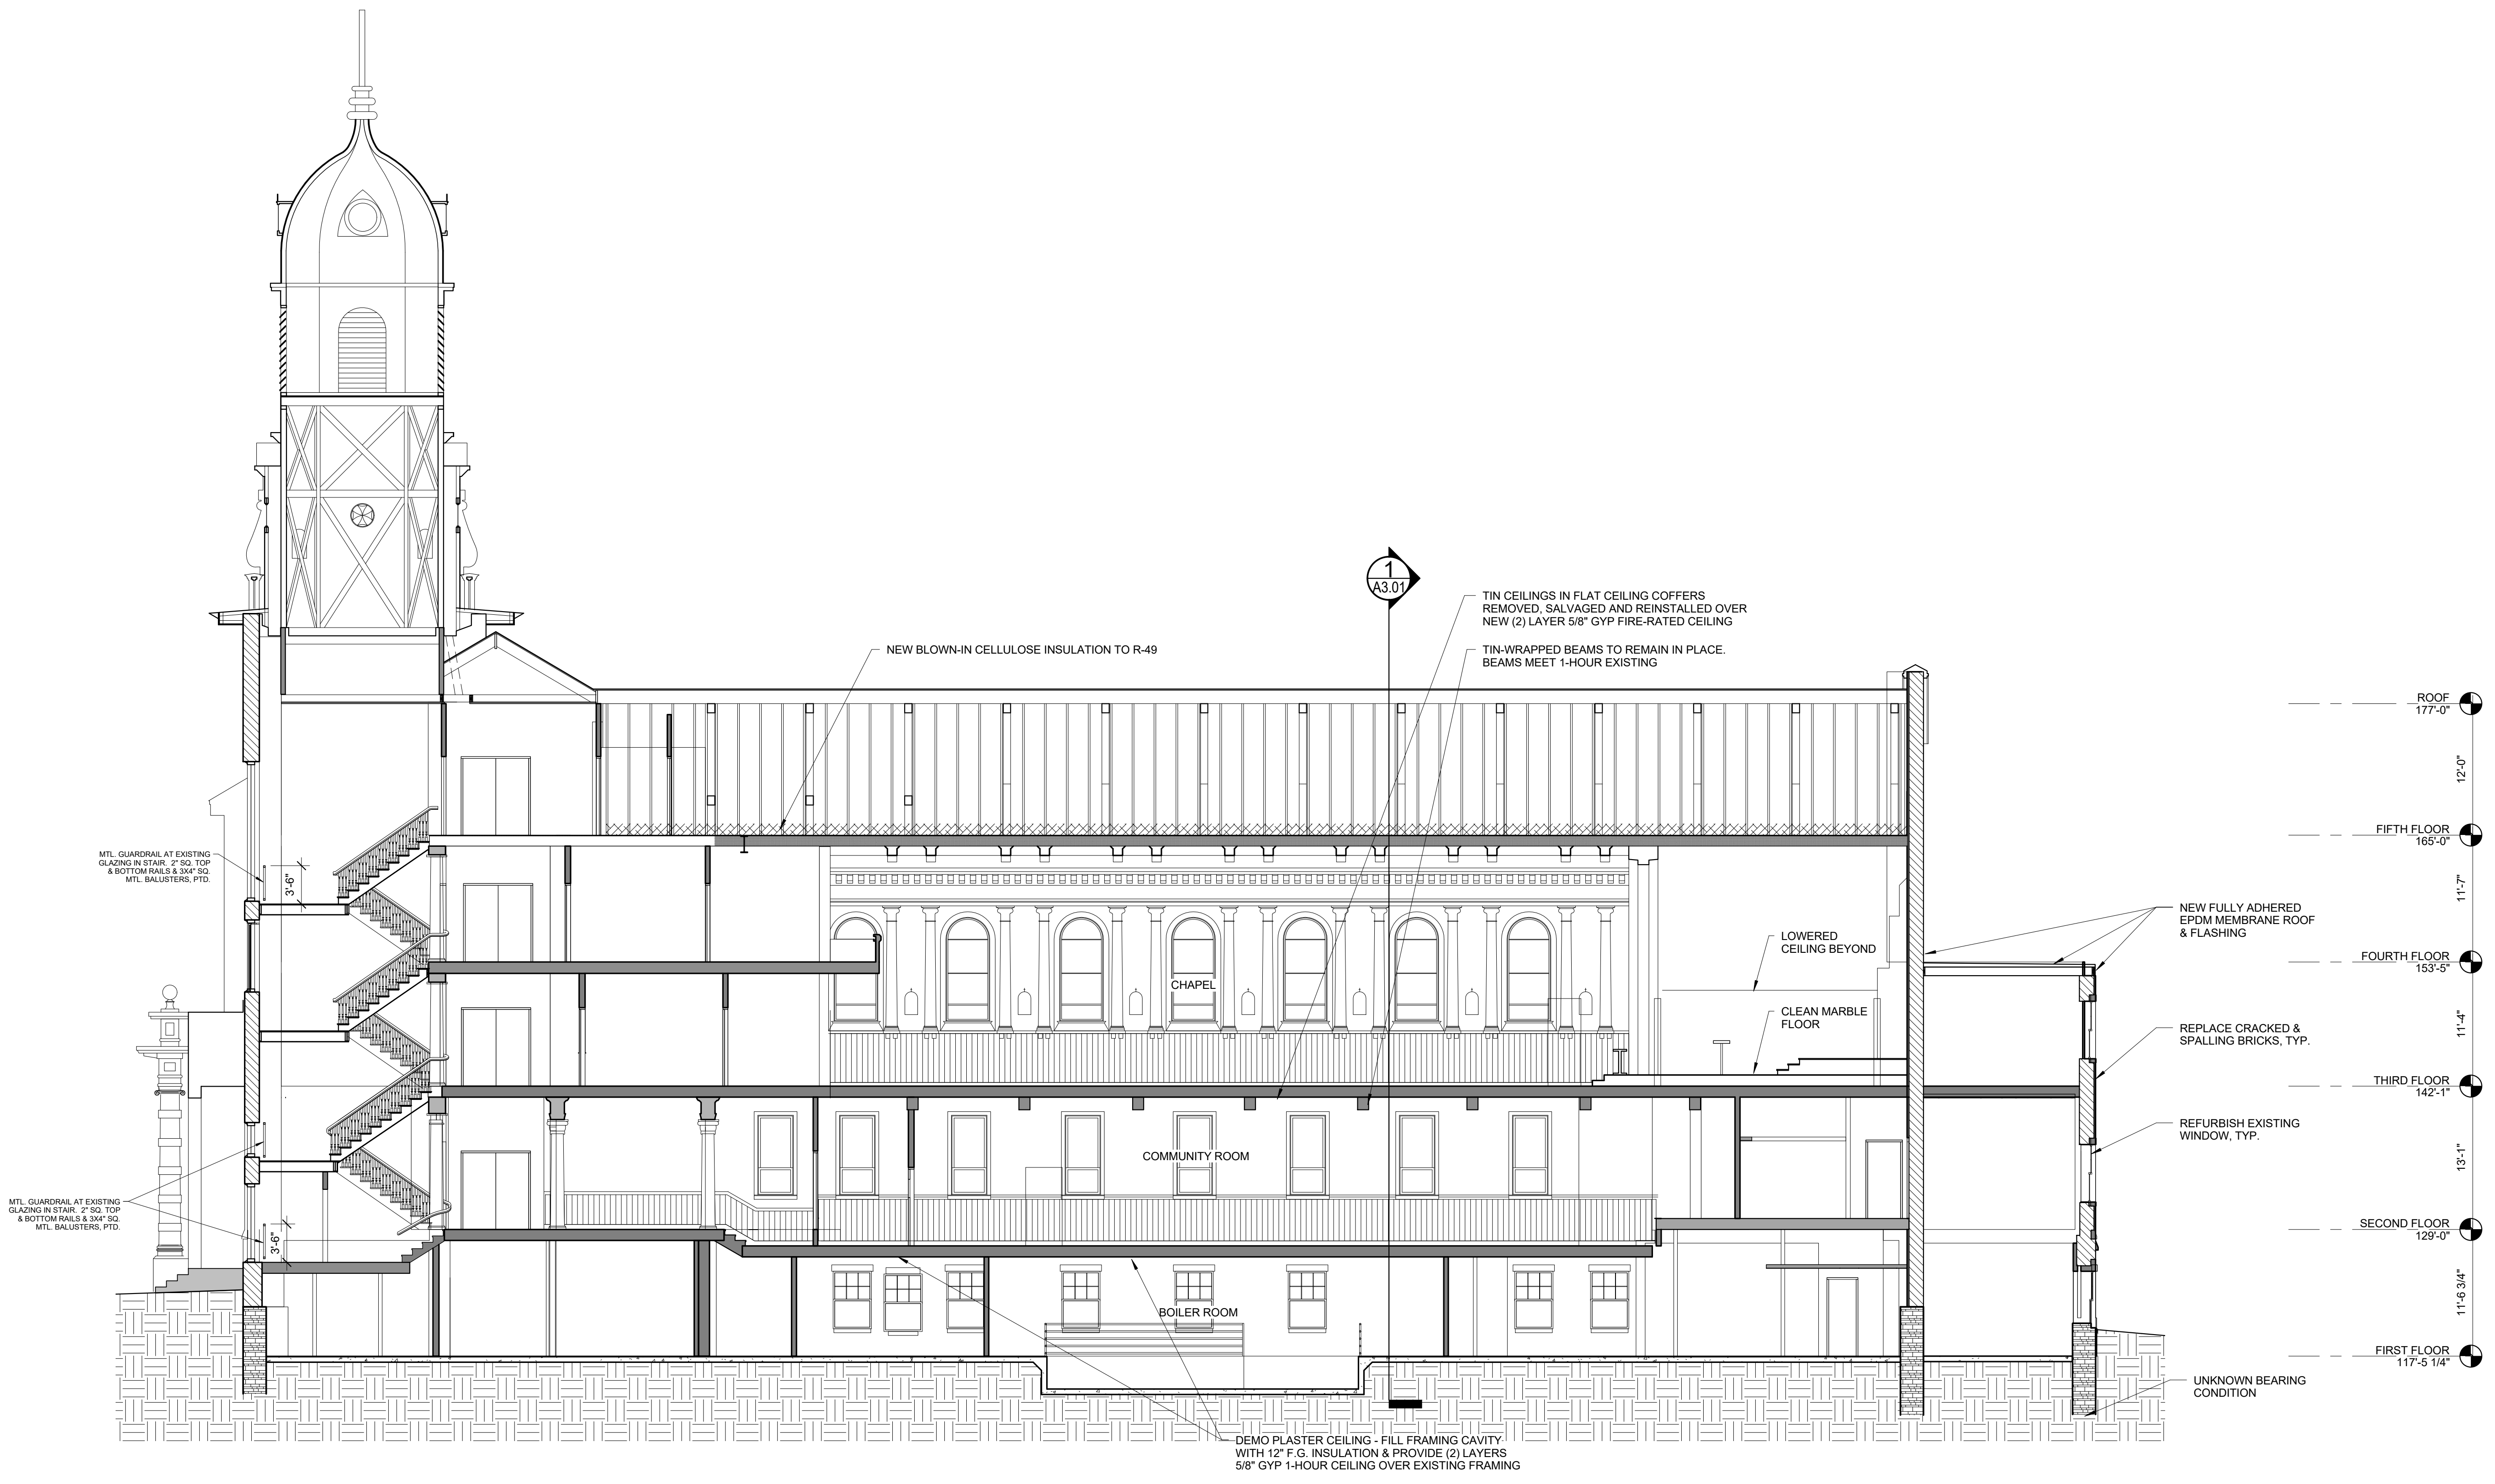 1
A3.01
TIN CEILINGS IN FLAT CEILING COFFERS
REMOVED, SALVAGED AND REINSTALLED OVER
NEW (2) LAYER 5/8" GYP FIRE-RATED CEILING
NEW BLOWN-IN CELLULOSE INSULATION TO R-49
TIN-WRAPPED BEAMS TO REMAIN IN PLACE.
BEAMS MEET 1-HOUR EXISTING
ROOF
177'-0"
12'-0"
FIFTH FLOOR
165'-0"
MTL. GUARDRAIL AT EXISTING
GLAZING IN STAIR. 2" SQ. TOP
& BOTTOM RAILS & 3X4" SQ.
MTL. BALUSTERS, PTD.
3'-6"
11'-7"
NEW FULLY ADHERED
EPDM MEMBRANE ROOF
& FLASHING
LOWERED
CEILING BEYOND
FOURTH FLOOR
153'-5"
CHAPEL
CLEAN MARBLE
FLOOR
11'-4"
REPLACE CRACKED &
SPALLING BRICKS, TYP.
THIRD FLOOR
142'-1"
REFURBISH EXISTING
WINDOW, TYP.
COMMUNITY ROOM
13'-1"
MTL. GUARDRAIL AT EXISTING
GLAZING IN STAIR. 2" SQ. TOP
& BOTTOM RAILS & 3X4" SQ.
MTL. BALUSTERS, PTD.
3'-6"
SECOND FLOOR
129'-0"
11'-6 3/4"
BOILER ROOM
FIRST FLOOR
117'-5 1/4"
UNKNOWN BEARING
CONDITION
DEMO PLASTER CEILING - FILL FRAMING CAVITY
WITH 12" F.G. INSULATION & PROVIDE (2) LAYERS
5/8" GYP 1-HOUR CEILING OVER EXISTING FRAMING